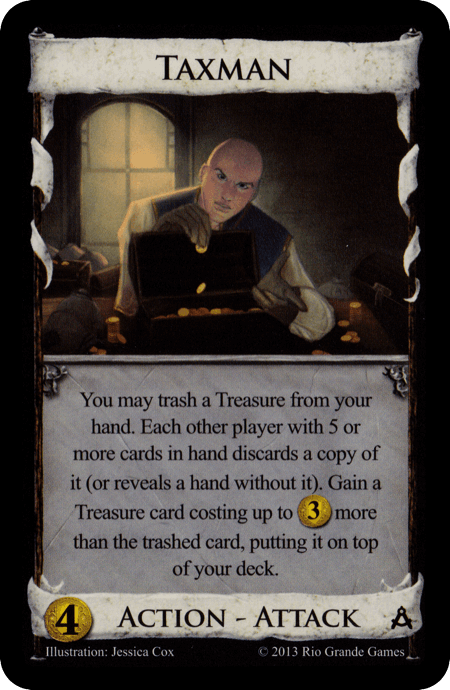 TAXMAN
You may trash a Treasure from your
hand. Each other player with 5 or
more cards in hand discards a copy of
it (or reveals a hand without it). Gain a
Treasure card costing up to 3 more
than the trashed card, putting it on top
of your deck.
4 ACTION - ATTACK
Illustration: Jessica Cox © 2013 Rio Grande Games